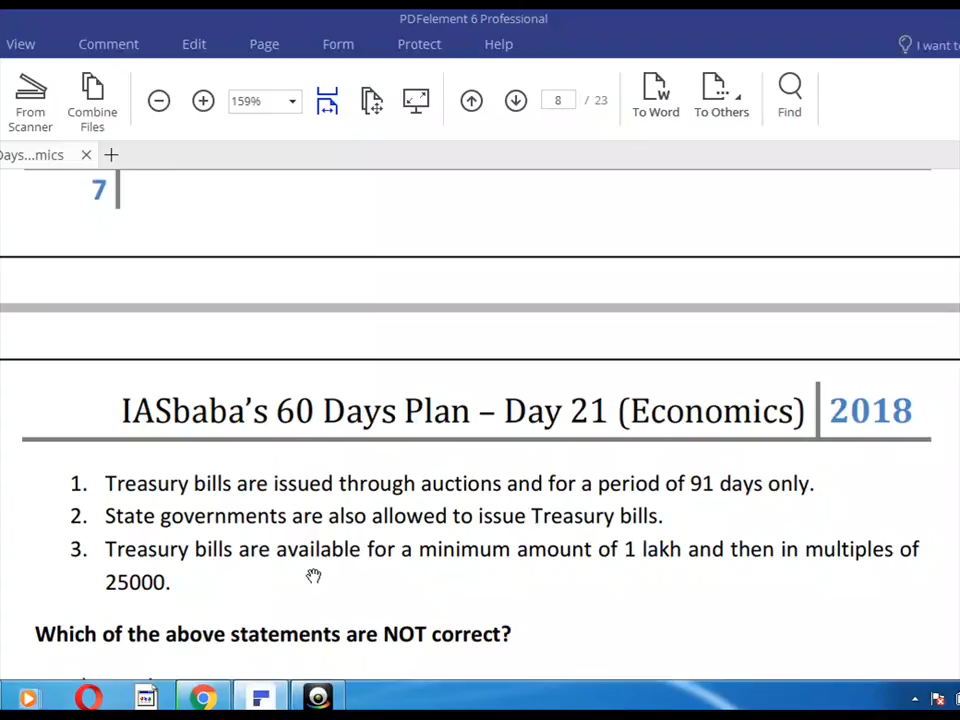 PDFelement 6 Professional
View Comment Edit Page Form Protect Help I want to
From Scanner
Combine Files
159%
8 / 23
To Word
To Others
Find
Days...mics
7
IASbaba's 60 Days Plan – Day 21 (Economics) 2018
1. Treasury bills are issued through auctions and for a period of 91 days only.
2. State governments are also allowed to issue Treasury bills.
3. Treasury bills are available for a minimum amount of 1 lakh and then in multiples of
25000.
Which of the above statements are NOT correct?